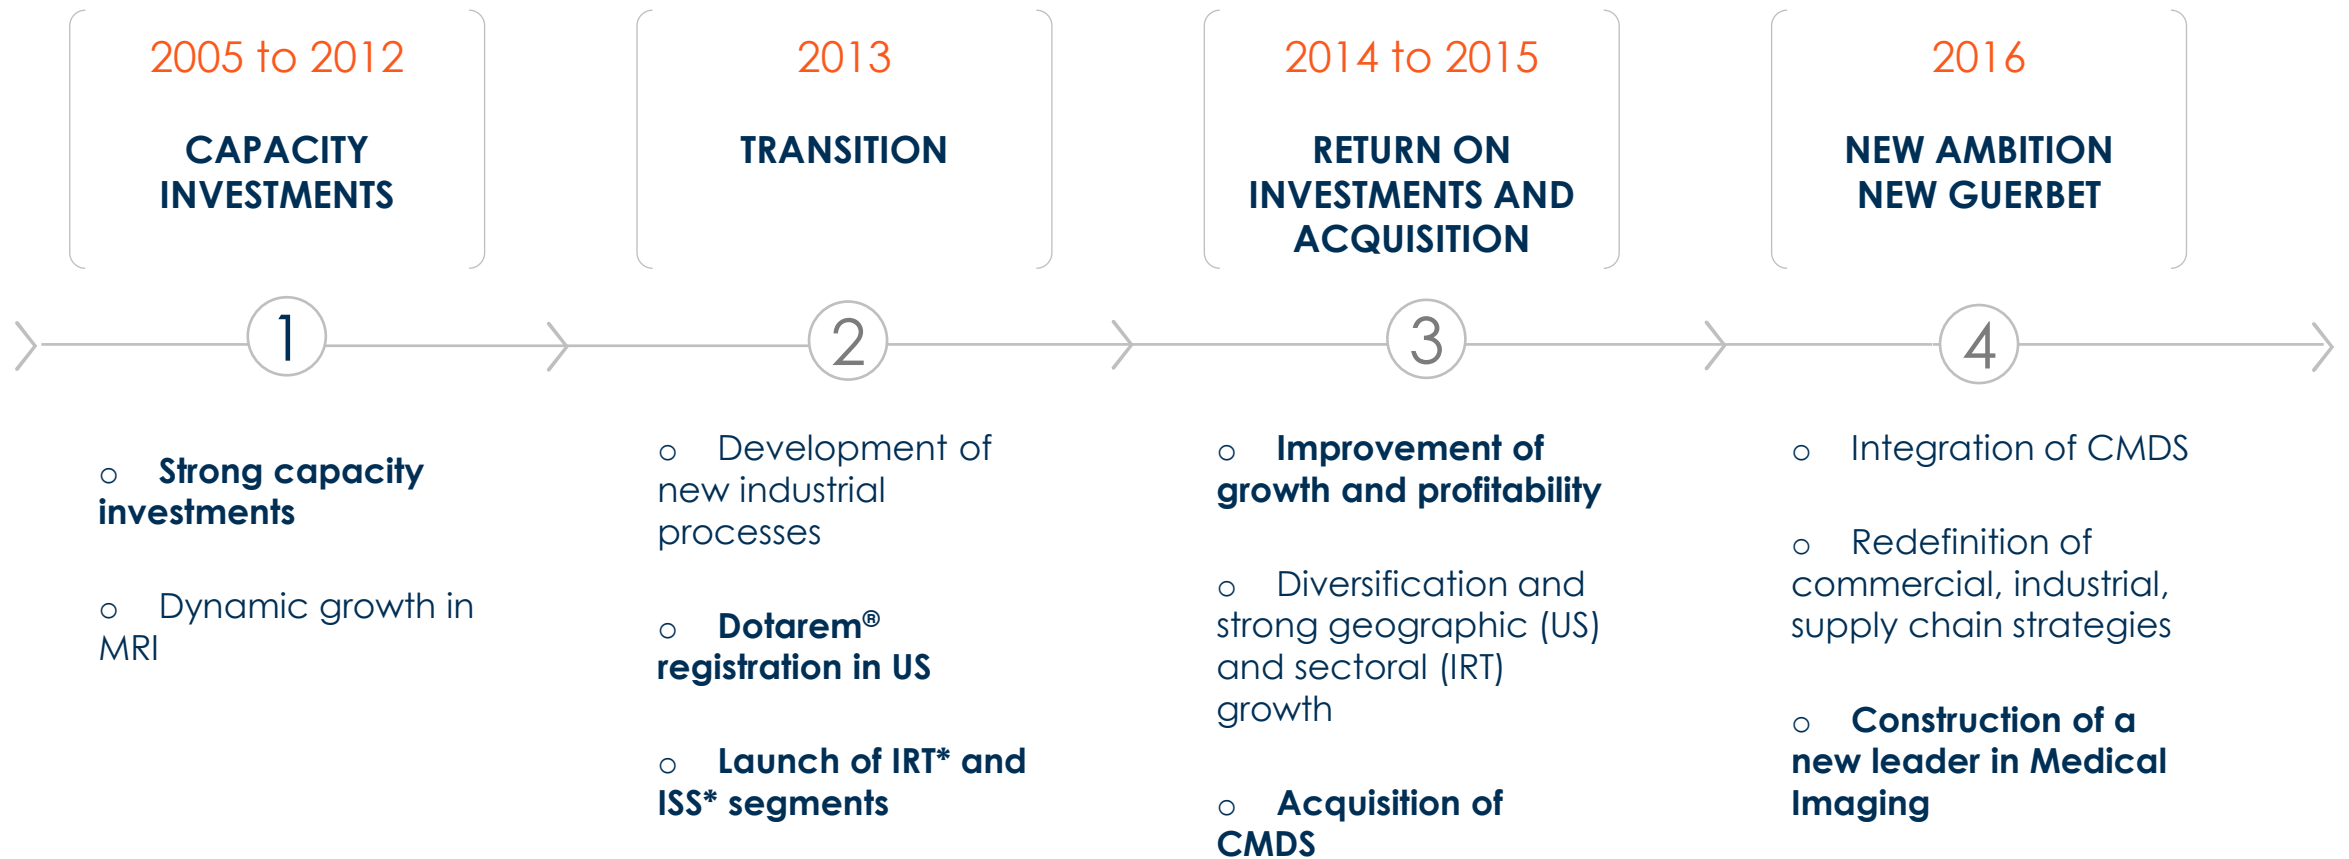 2005 to 2012
CAPACITY
INVESTMENTS
2013
TRANSITION
2014 to 2015
RETURN ON
INVESTMENTS AND
ACQUISITION
2016
NEW AMBITION
NEW GUERBET
1
2
3
4
o Strong capacity
investments
o Dynamic growth in
MRI
o Development of
new industrial
processes
o Dotarem®
registration in US
o Launch of IRT* and
ISS* segments
o Improvement of
growth and profitability
o Diversification and
strong geographic (US)
and sectoral (IRT)
growth
o Acquisition of
CMDS
o Integration of CMDS
o Redefinition of
commercial, industrial,
supply chain strategies
o Construction of a
new leader in Medical
Imaging